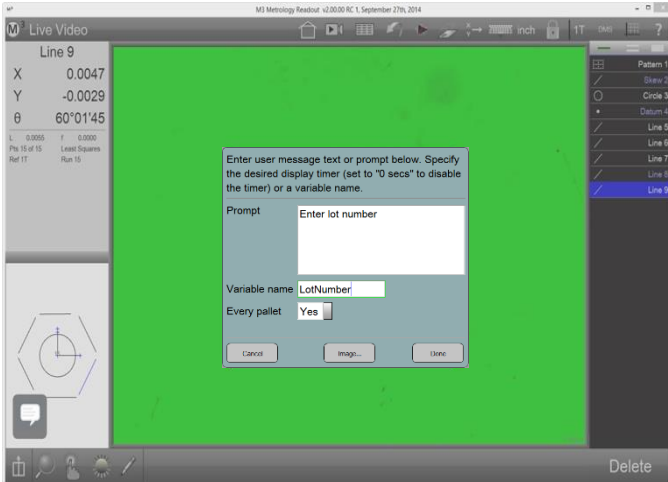 M3 Metrology Readout v2.00.00 RC 1, September 27th, 2014
M³ Live Video
inch
1T
DMS
?
Line 9
X 0.0047
Y -0.0029
θ 60°01'45
L 0.0055 f 0.0000
Pts 15 of 15 Least Squares
Ref 1T Run 15
Pattern 1
Skew 2
Circle 3
Datum 4
Line 5
Line 6
Line 7
Line 8
Line 9
Enter user message text or prompt below. Specify
the desired display timer (set to "0 secs" to disable
the timer) or a variable name.
Prompt
Enter lot number
Variable name LotNumber
Every pallet Yes
Cancel
Image...
Done
Delete